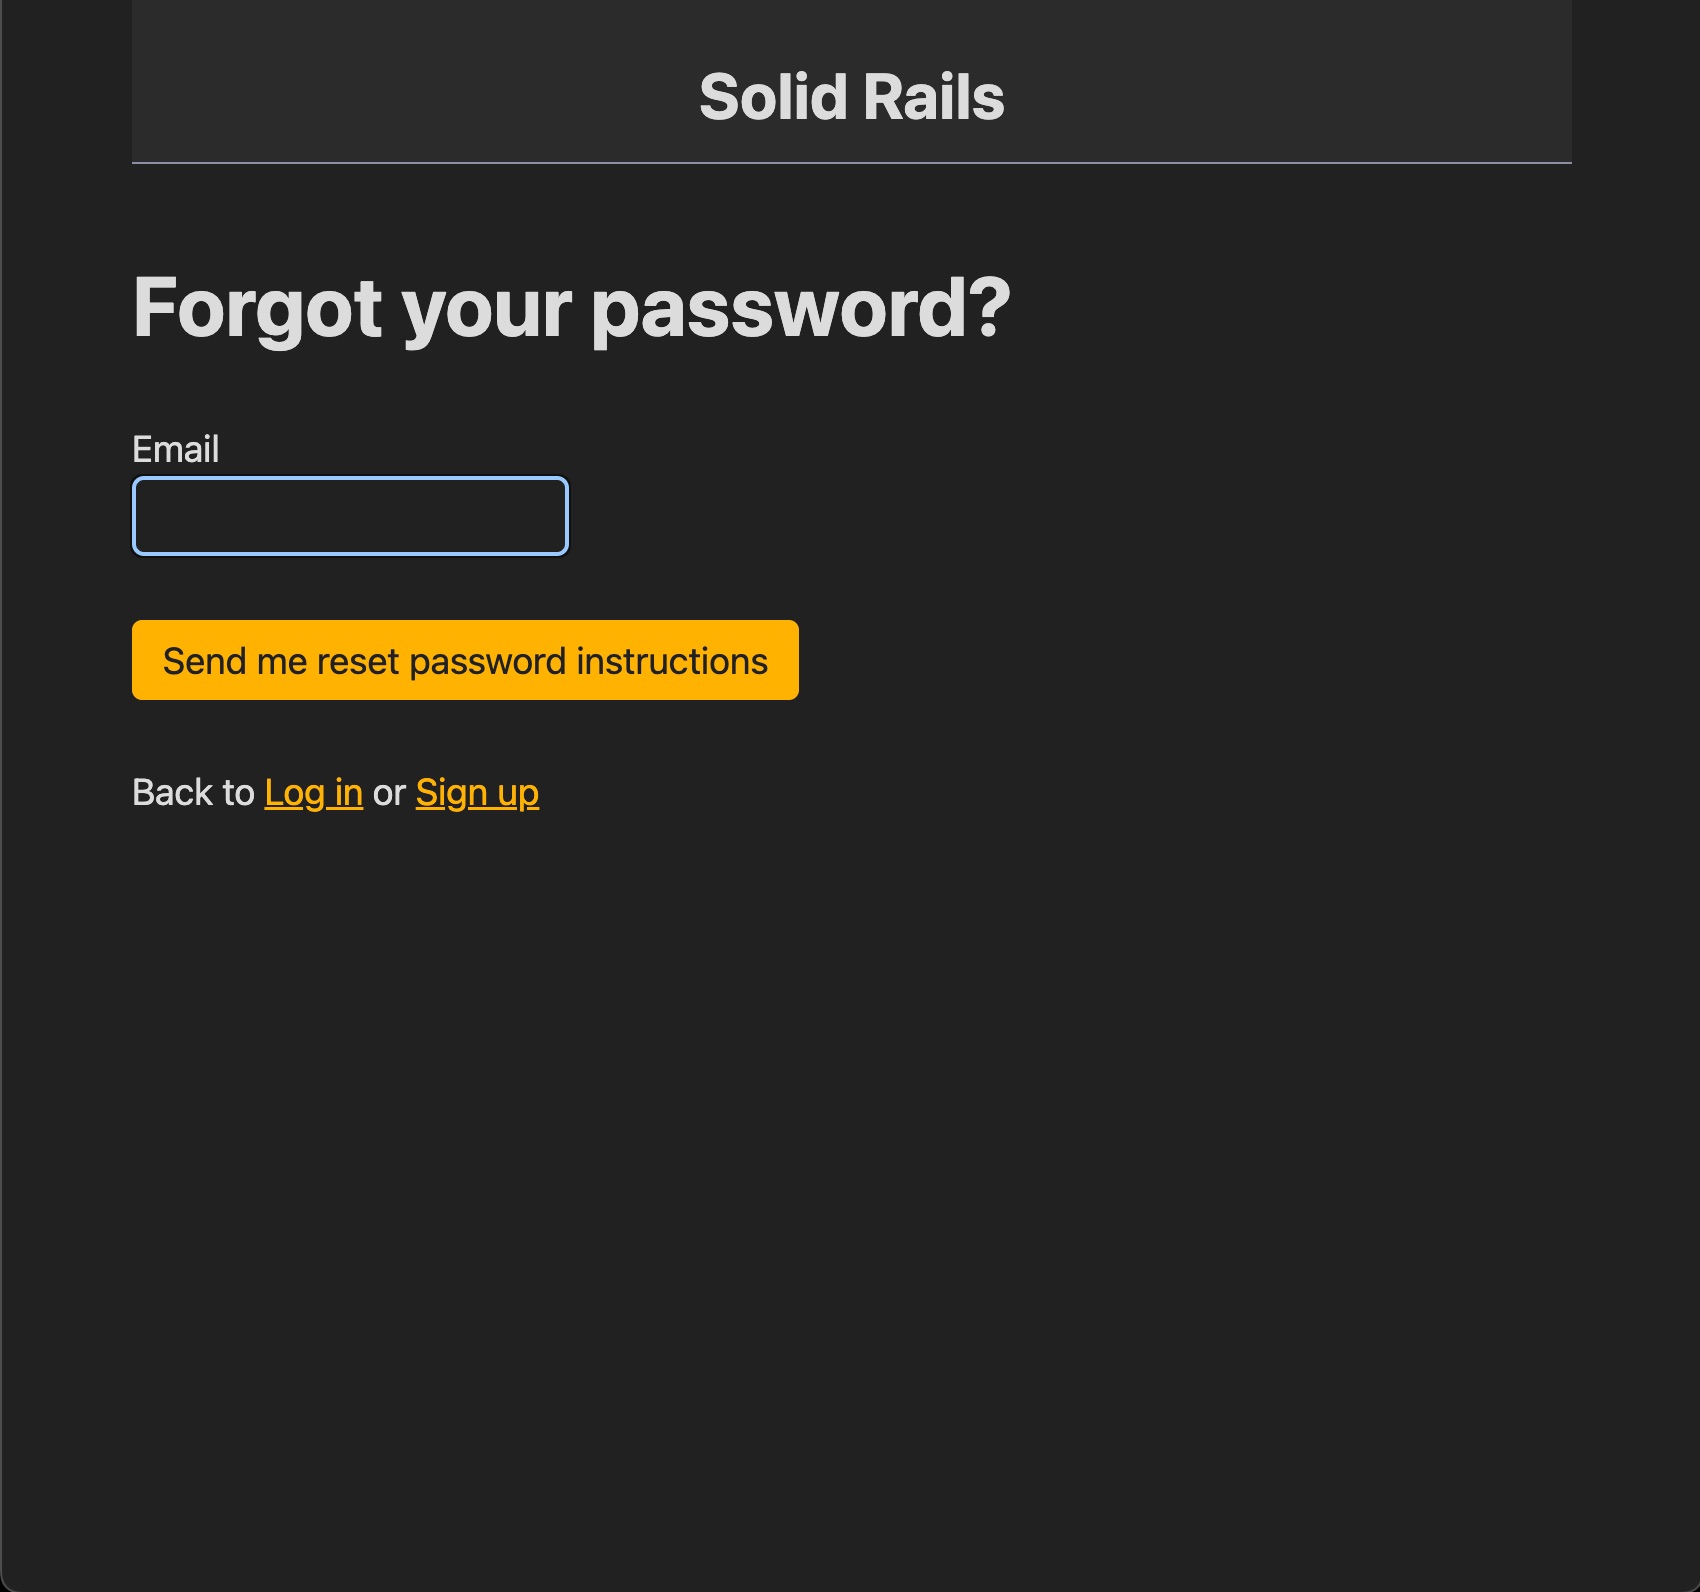 Solid Rails
Forgot your password?
Email
Send me reset password instructions
Back to Log in or Sign up